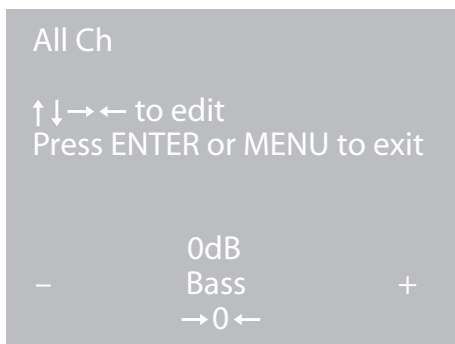 All Ch
↑↓→← to edit
Press ENTER or MENU to exit
0dB
– Bass +
→0←